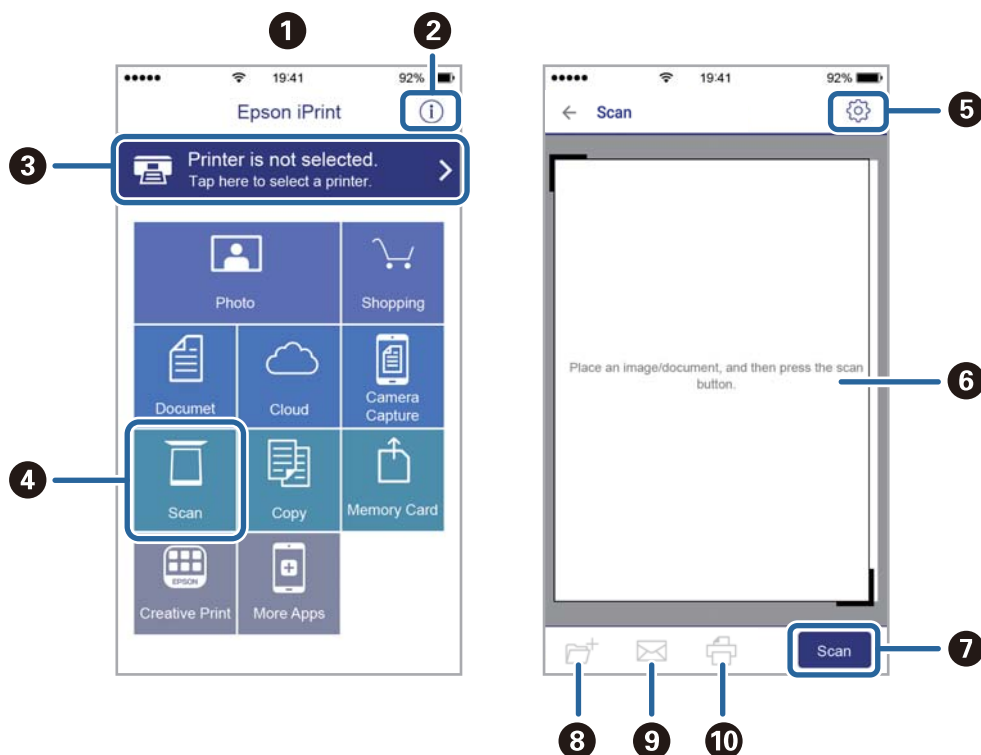 1
2
19:41
92%
Epson iPrint
i
3
Printer is not selected.
Tap here to select a printer.
Photo
Shopping
Documet
Cloud
Camera
Capture
4
Scan
Copy
Memory Card
EPSON
Creative Print
More Apps
19:41
92%
Scan
5
Place an image/document, and then press the scan
button.
6
Scan
7
8
9
10